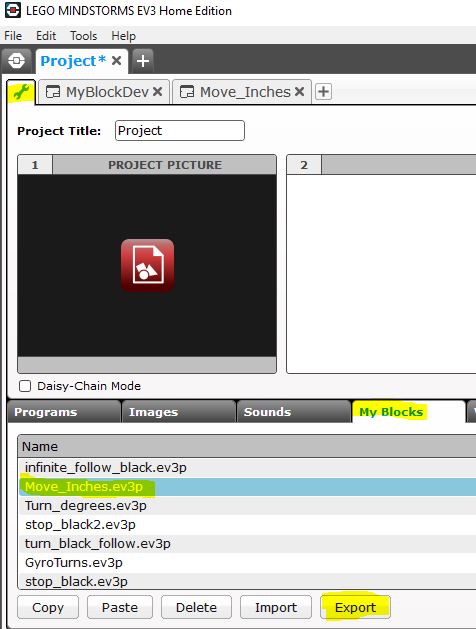 LEGO MINDSTORMS EV3 Home Edition
File Edit Tools Help
Project*
MyBlockDev Move_Inches
Project Title: Project
1 PROJECT PICTURE 2
Daisy-Chain Mode
Programs Images Sounds My Blocks
Name
infinite_follow_black.ev3p
Move_Inches.ev3p
Turn_degrees.ev3p
stop_black2.ev3p
turn_black_follow.ev3p
GyroTurns.ev3p
stop_black.ev3p
Copy Paste Delete Import Export